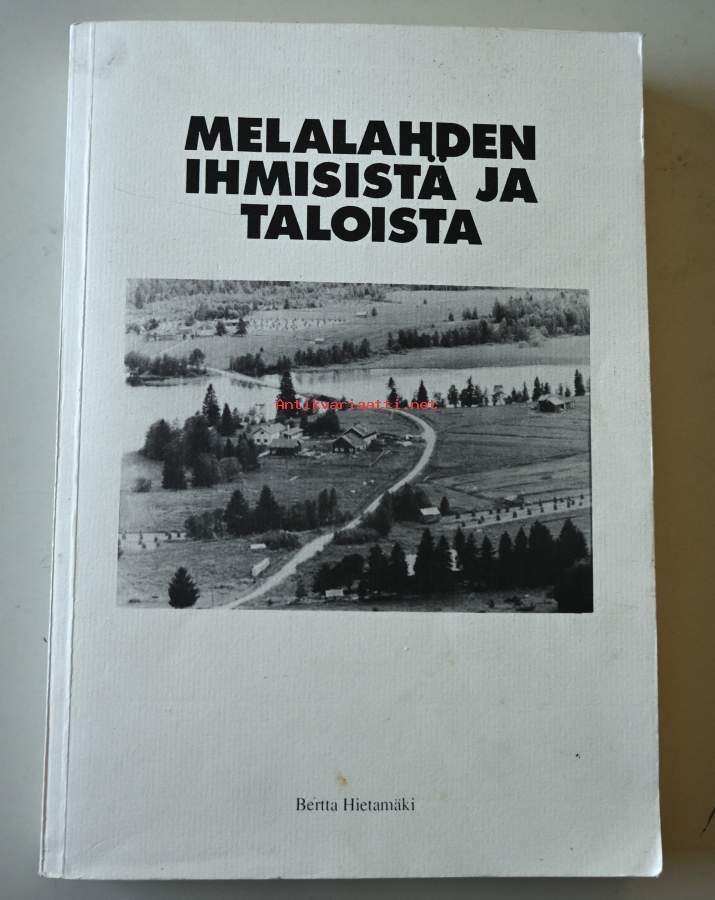 MELALAHDEN
IHMISISTÄ JA
TALOISTA
Antikvariaatti.net
Bertta Hietamäki